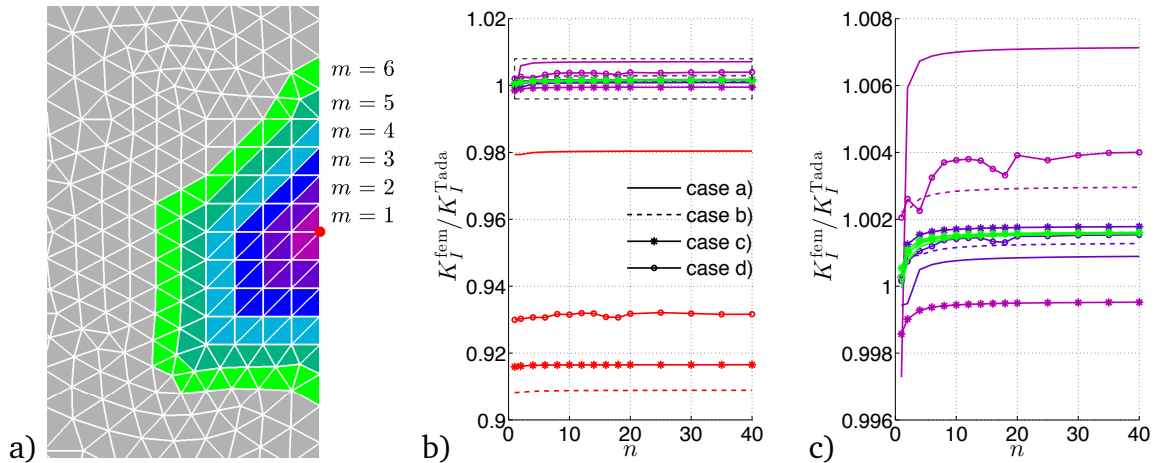 a)
m = 6
m = 5
m = 4
m = 3
m = 2
m = 1
b)
K_I^fem/K_I^Tada
1.02
1
0.98
0.96
0.94
0.92
0.9
0
10
20
30
40
n
case a)
case b)
case c)
case d)
c)
K_I^fem/K_I^Tada
1.008
1.006
1.004
1.002
1
0.998
0.996
0
10
20
30
40
n